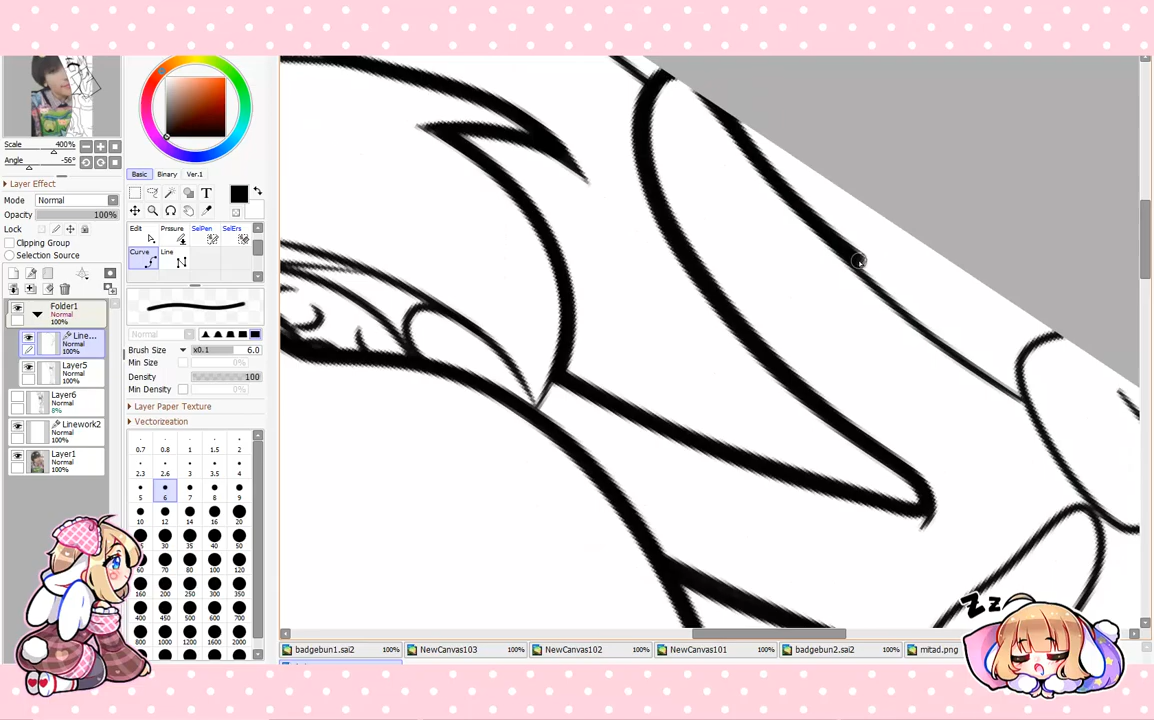 Scale 400%
Angle -56°
Layer Effect
Mode Normal
Opacity 100%
Lock
Clipping Group
Selection Source
Folder1
Normal
100%
Line...
Normal
100%
Layer5
Normal
100%
Layer6
8%
Linework2
100%
Layer1
100%
Basic Binary Ver.1
T
Edit Prssure SelPen SelErs
Curve Line
Normal
Brush Size x0.1 6.0
Min Size 0%
Density 100
Min Density 0%
Layer Paper Texture
Vectorization
0.7 0.8 1 1.5 2
2.3 2.6 3 3.5 4
5 6 7 8 9
10 12 14 16 20
30 35 40 50
60 70 80 100 120
160 200 250 300 350
400 450 500 600 700
800 1000 1200 1600 2000
badgebun1.sai2 100% NewCanvas103 100% NewCanvas102 100% NewCanvas101 100% badgebun2.sai2 100% mitad.png
Z z